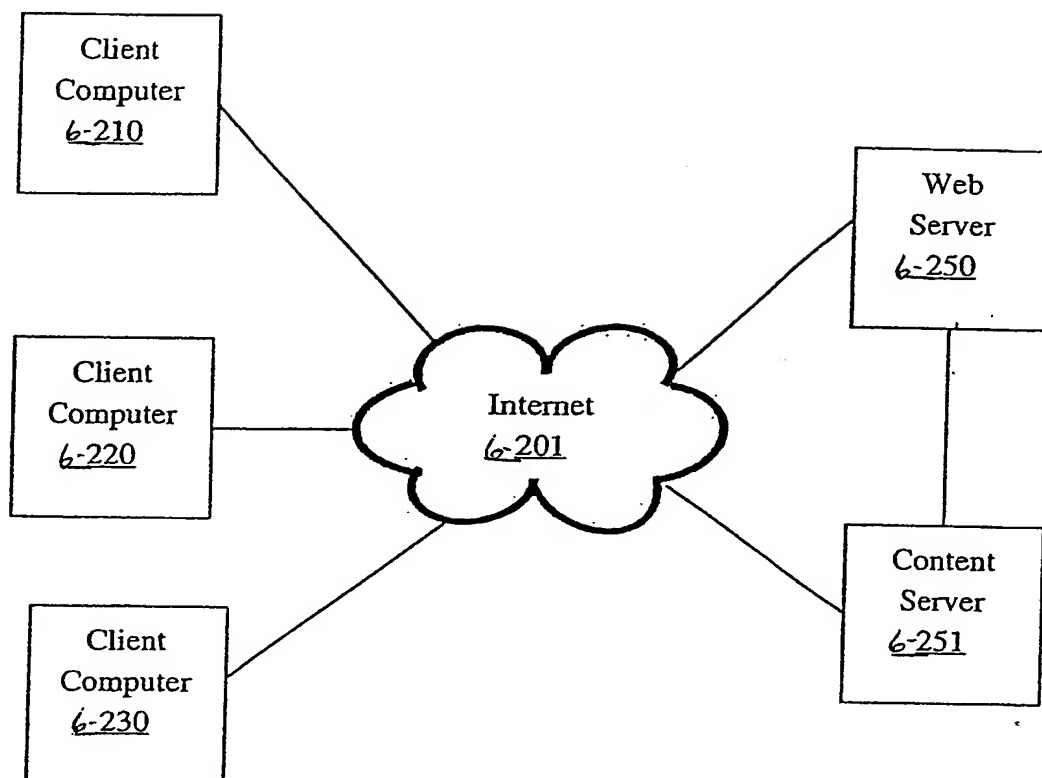 Client
Computer
6-210
Web
Server
6-250
Client
Computer
6-220
Internet
6-201
Content
Server
6-251
Client
Computer
6-230